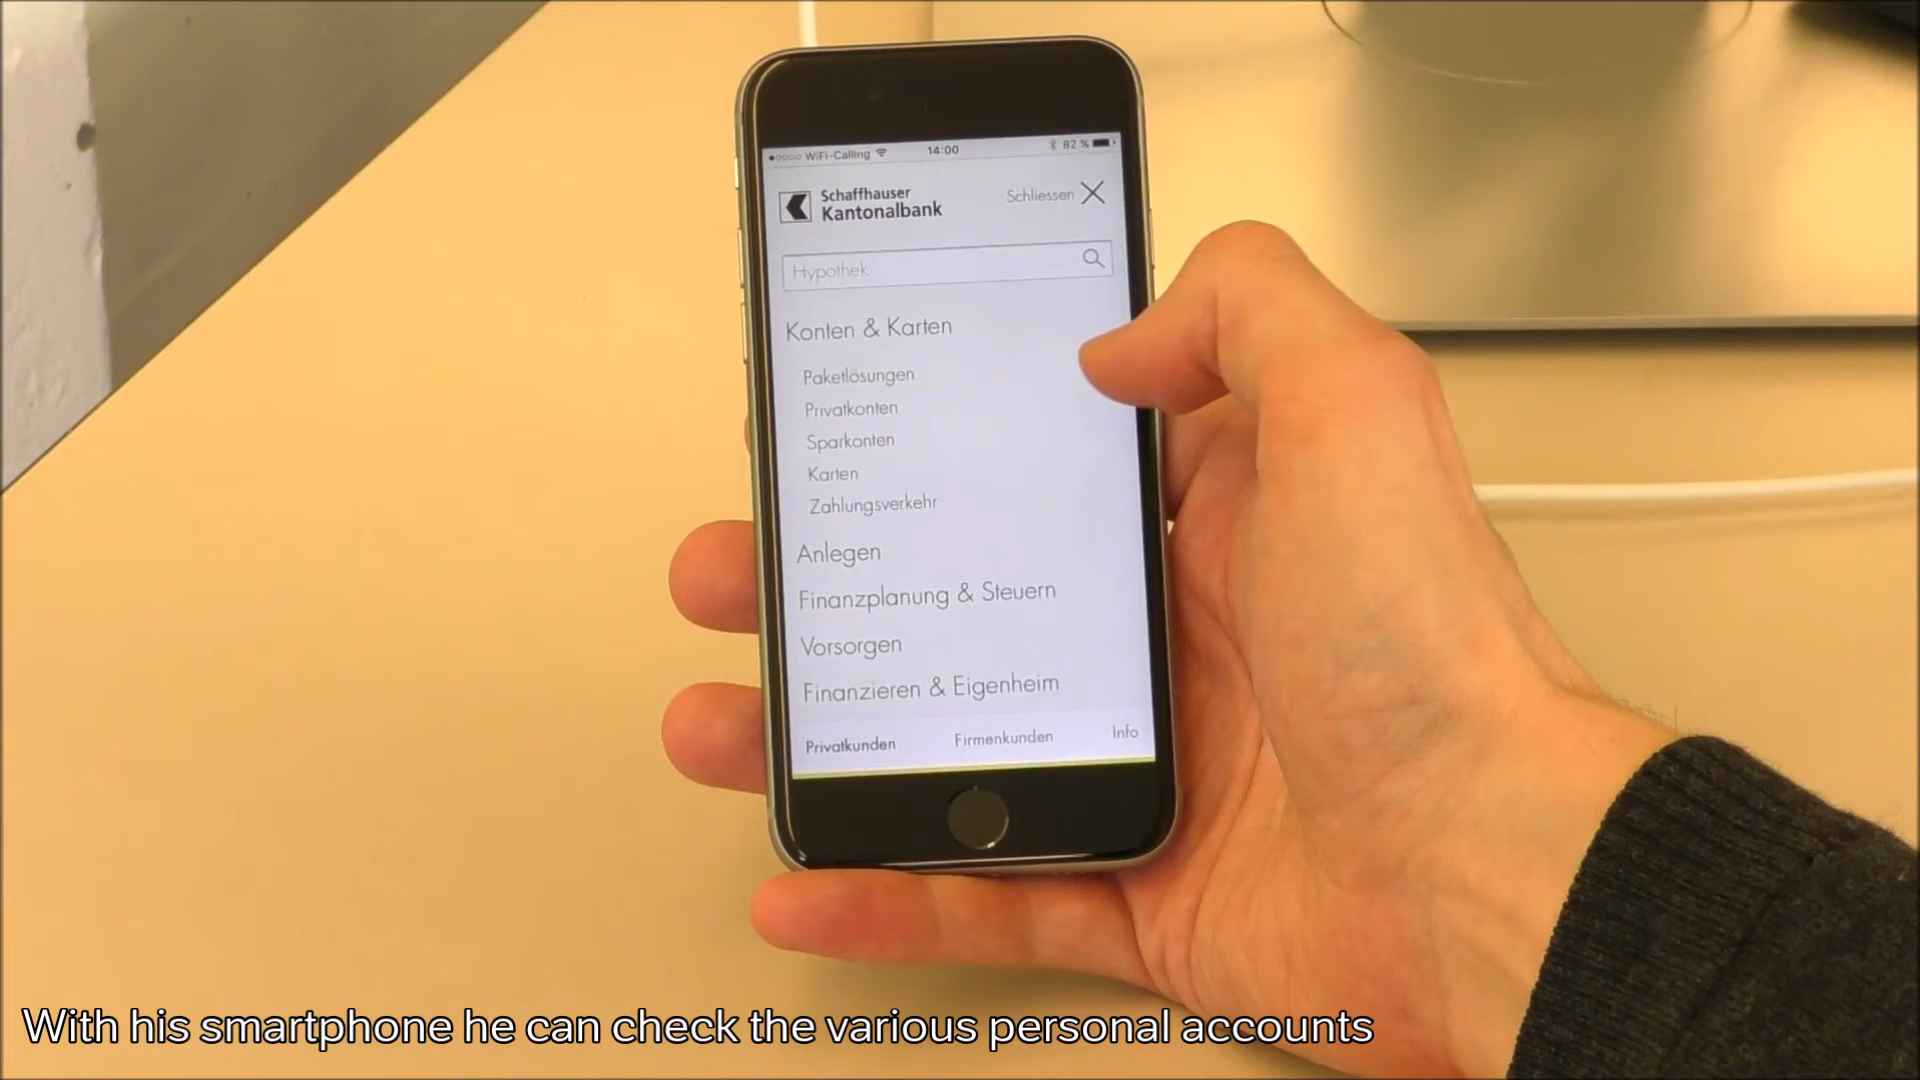 WiFi-Calling 14:00 82 %
Schaffhauser
Kantonalbank
Schliessen
Hypothek
Konten & Karten
Paketlösungen
Privatkonten
Sparkonten
Karten
Zahlungsverkehr
Anlegen
Finanzplanung & Steuern
Vorsorgen
Finanzieren & Eigenheim
Privatkunden Firmenkunden Info
With his smartphone he can check the various personal accounts